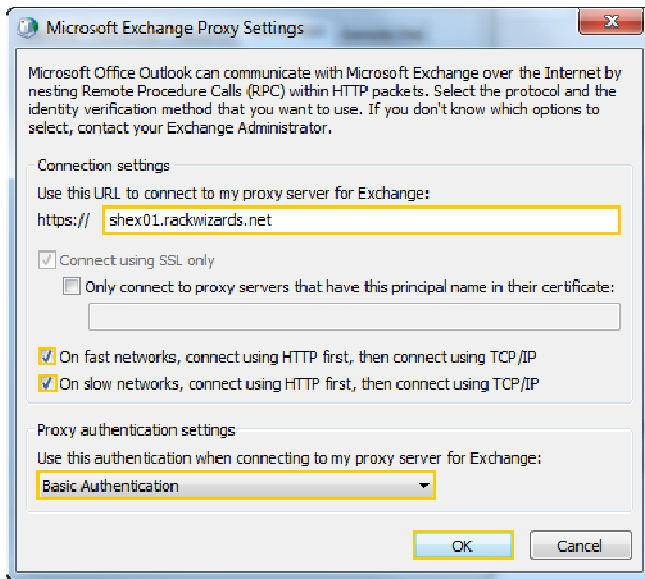 Microsoft Exchange Proxy Settings
Microsoft Office Outlook can communicate with Microsoft Exchange over the Internet by
nesting Remote Procedure Calls (RPC) within HTTP packets. Select the protocol and the
identity verification method that you want to use. If you don't know which options to
select, contact your Exchange Administrator.
Connection settings
Use this URL to connect to my proxy server for Exchange:
https:// shex01.rackwizards.net
Connect using SSL only
Only connect to proxy servers that have this principal name in their certificate:
On fast networks, connect using HTTP first, then connect using TCP/IP
On slow networks, connect using HTTP first, then connect using TCP/IP
Proxy authentication settings
Use this authentication when connecting to my proxy server for Exchange:
Basic Authentication
OK Cancel